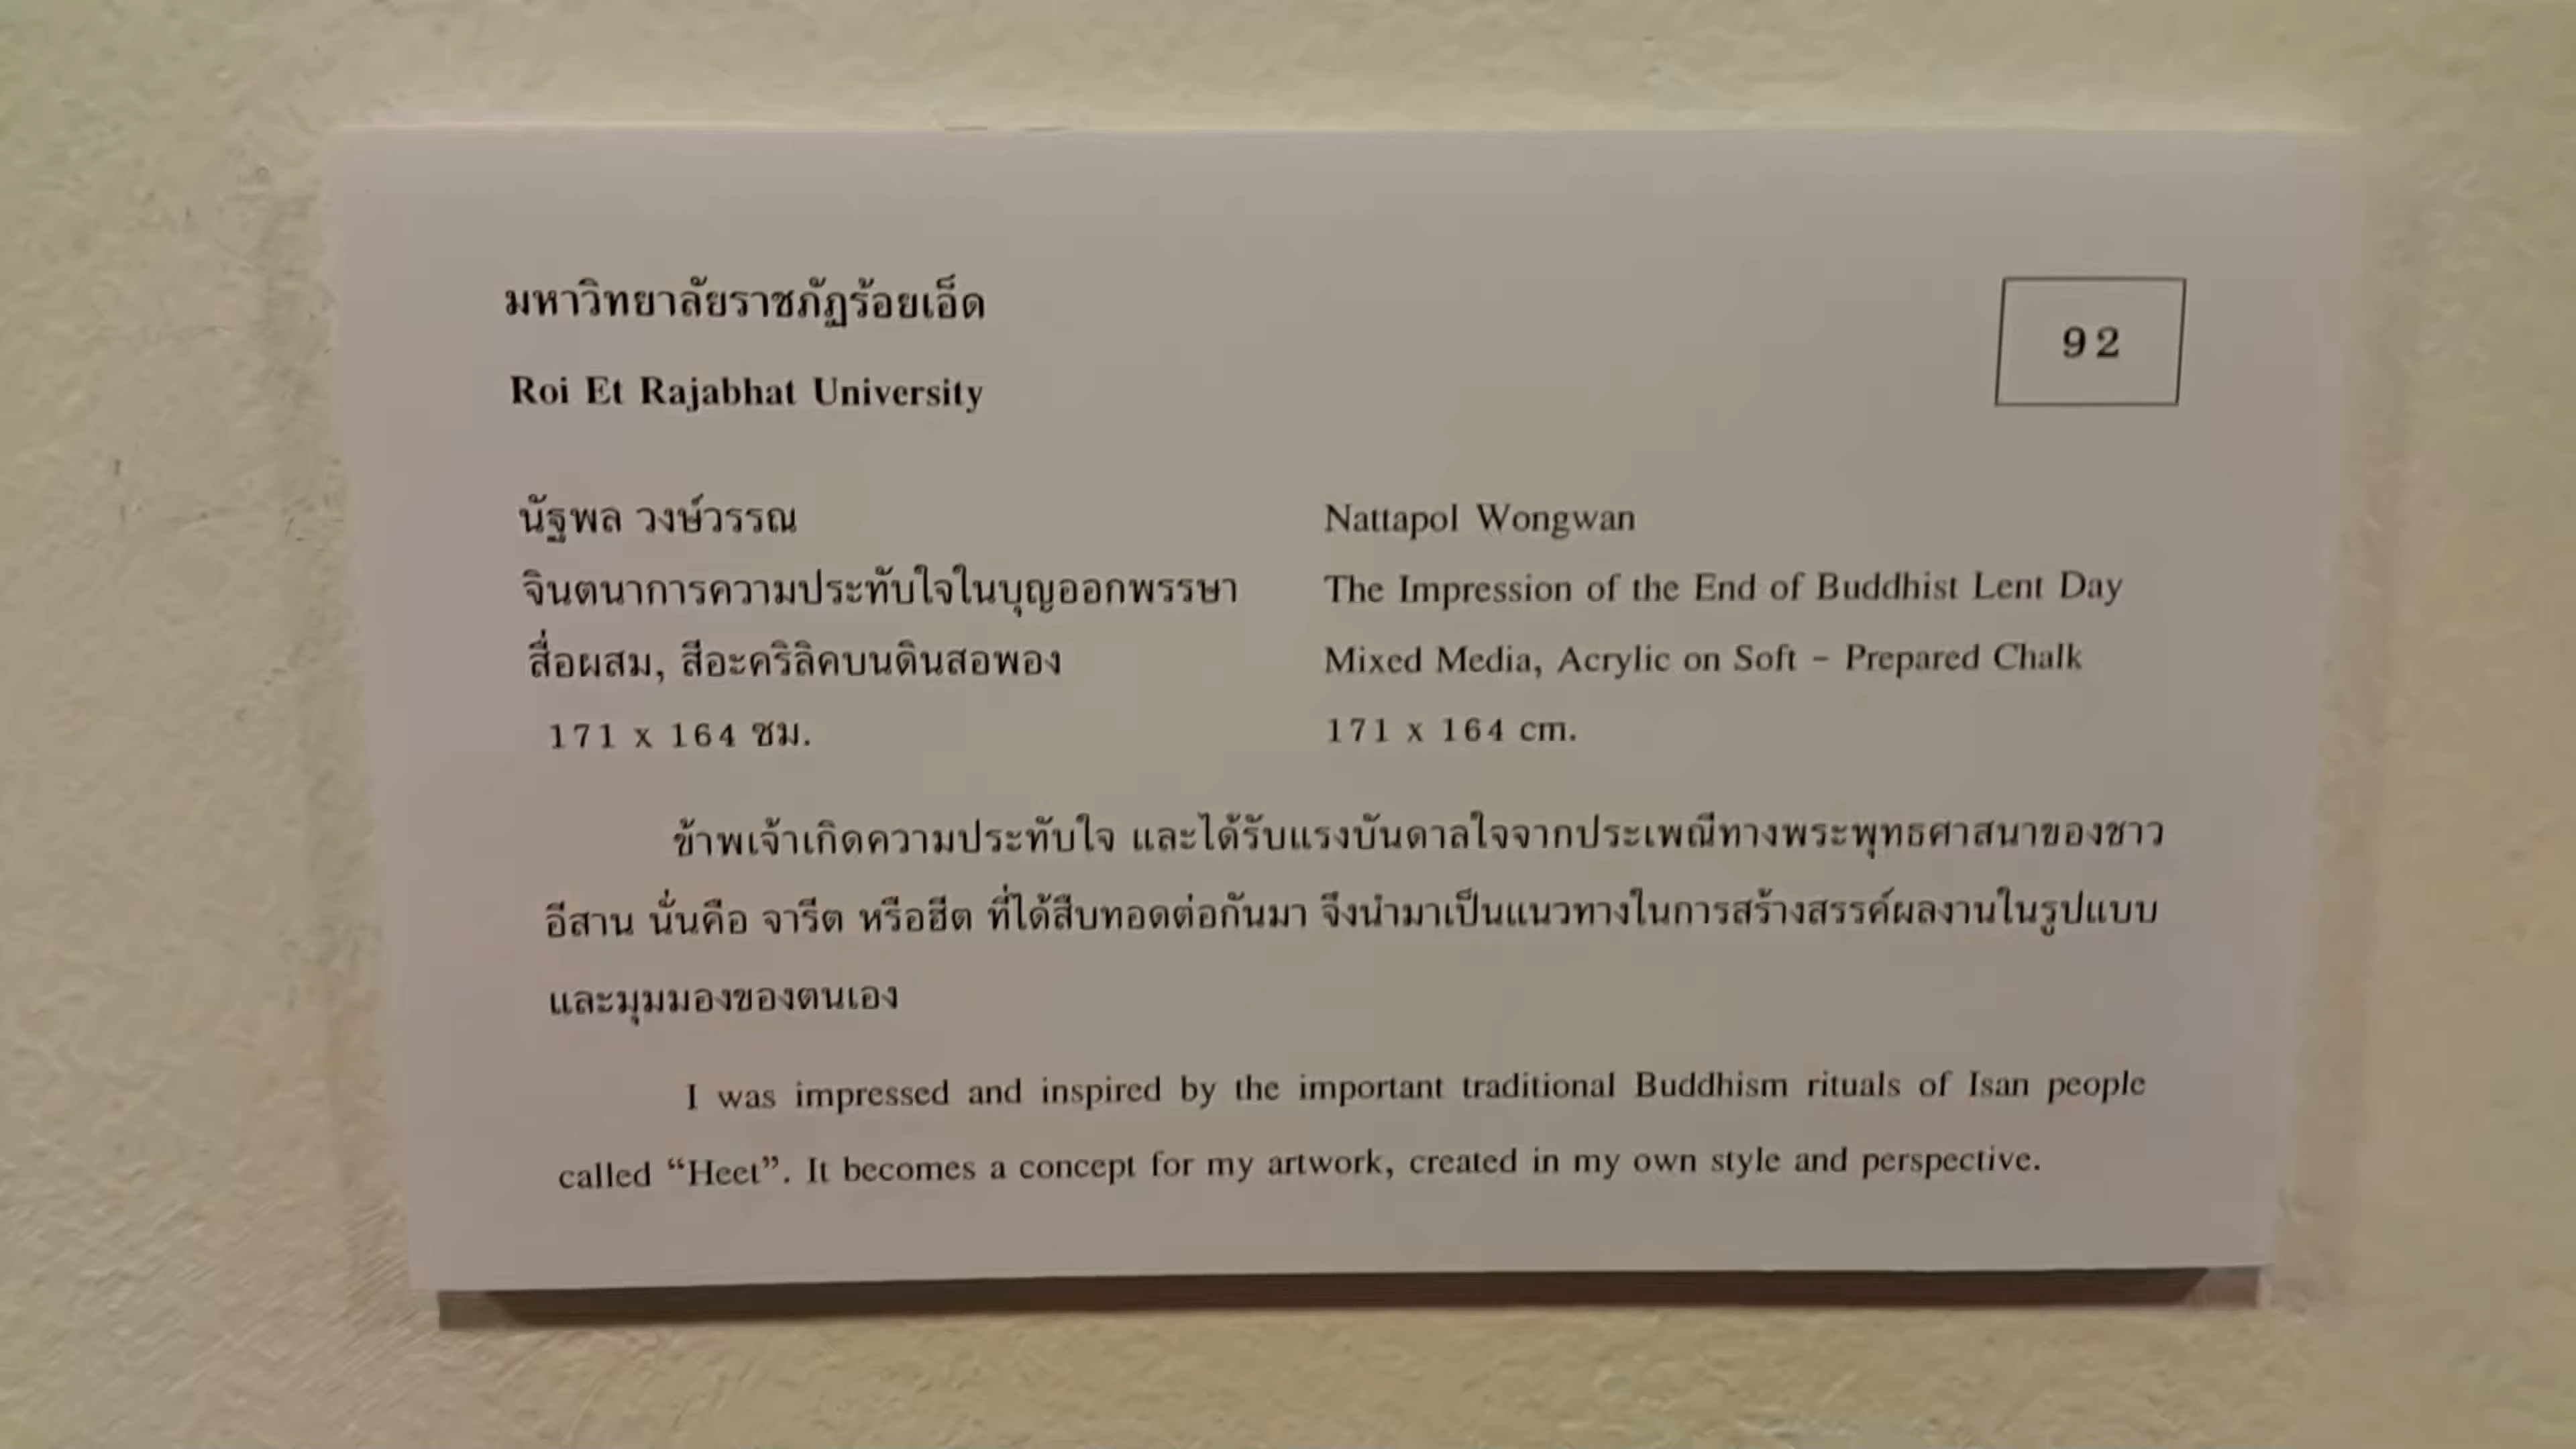 มหาวิทยาลัยราชภัฏร้อยเอ็ด
92
Roi Et Rajabhat University
นัฐพล วงษ์วรรณ
จินตนาการความประทับใจในบุญออกพรรษา
สื่อผสม, สีอะคริลิคบนดินสอพอง
171 x 164 ซม.
Nattapol Wongwan
The Impression of the End of Buddhist Lent Day
Mixed Media, Acrylic on Soft – Prepared Chalk
171 x 164 cm.
ข้าพเจ้าเกิดความประทับใจ และได้รับแรงบันดาลใจจากประเพณีทางพระพุทธศาสนาของชาว
อีสาน นั่นคือ จารีต หรือฮีต ที่ได้สืบทอดต่อกันมา จึงนำมาเป็นแนวทางในการสร้างสรรค์ผลงานในรูปแบบ
และมุมมองของตนเอง
I was impressed and inspired by the important traditional Buddhism rituals of Isan people
called “Heet”. It becomes a concept for my artwork, created in my own style and perspective.